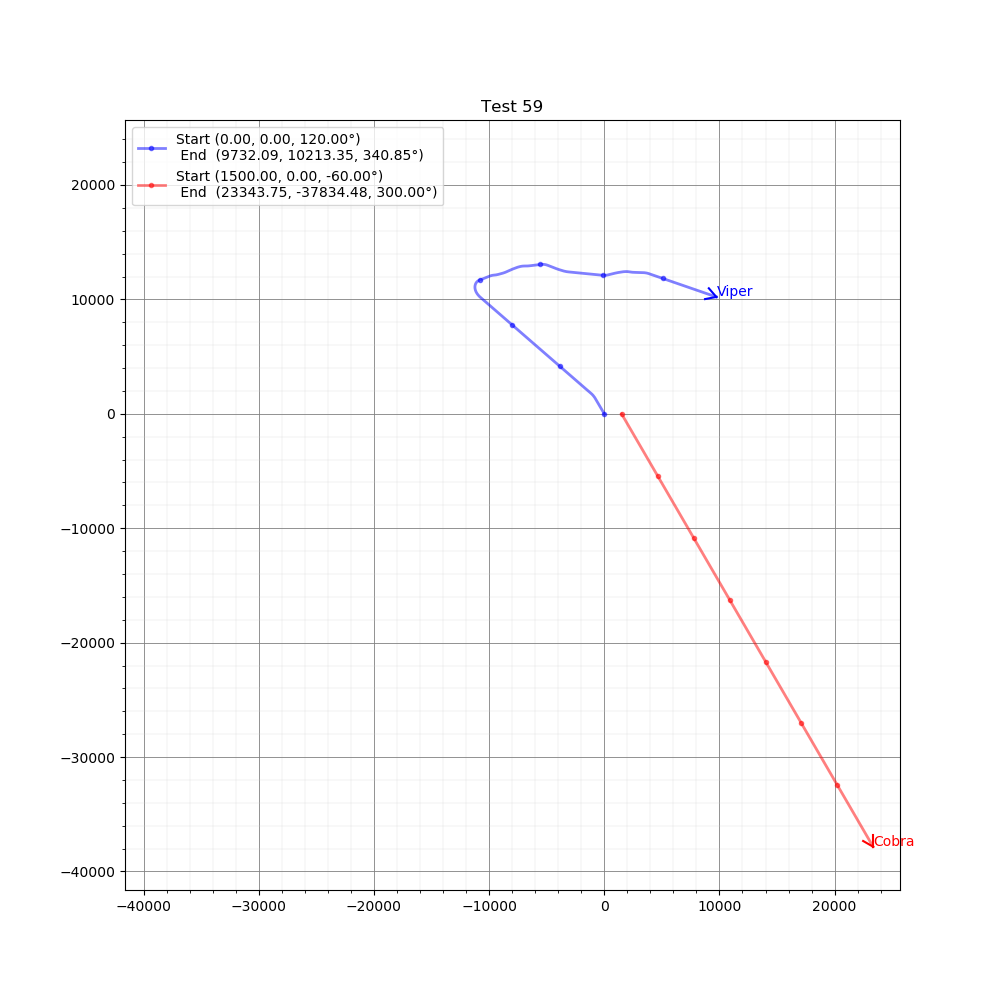 Test 59
Start (0.00, 0.00, 120.00°)
End  (9732.09, 10213.35, 340.85°)
Start (1500.00, 0.00, -60.00°)
End  (23343.75, -37834.48, 300.00°)
20000
10000
0
−10000
−20000
−30000
−40000
Viper
Cobra
−40000 −30000 −20000 −10000 0 10000 20000